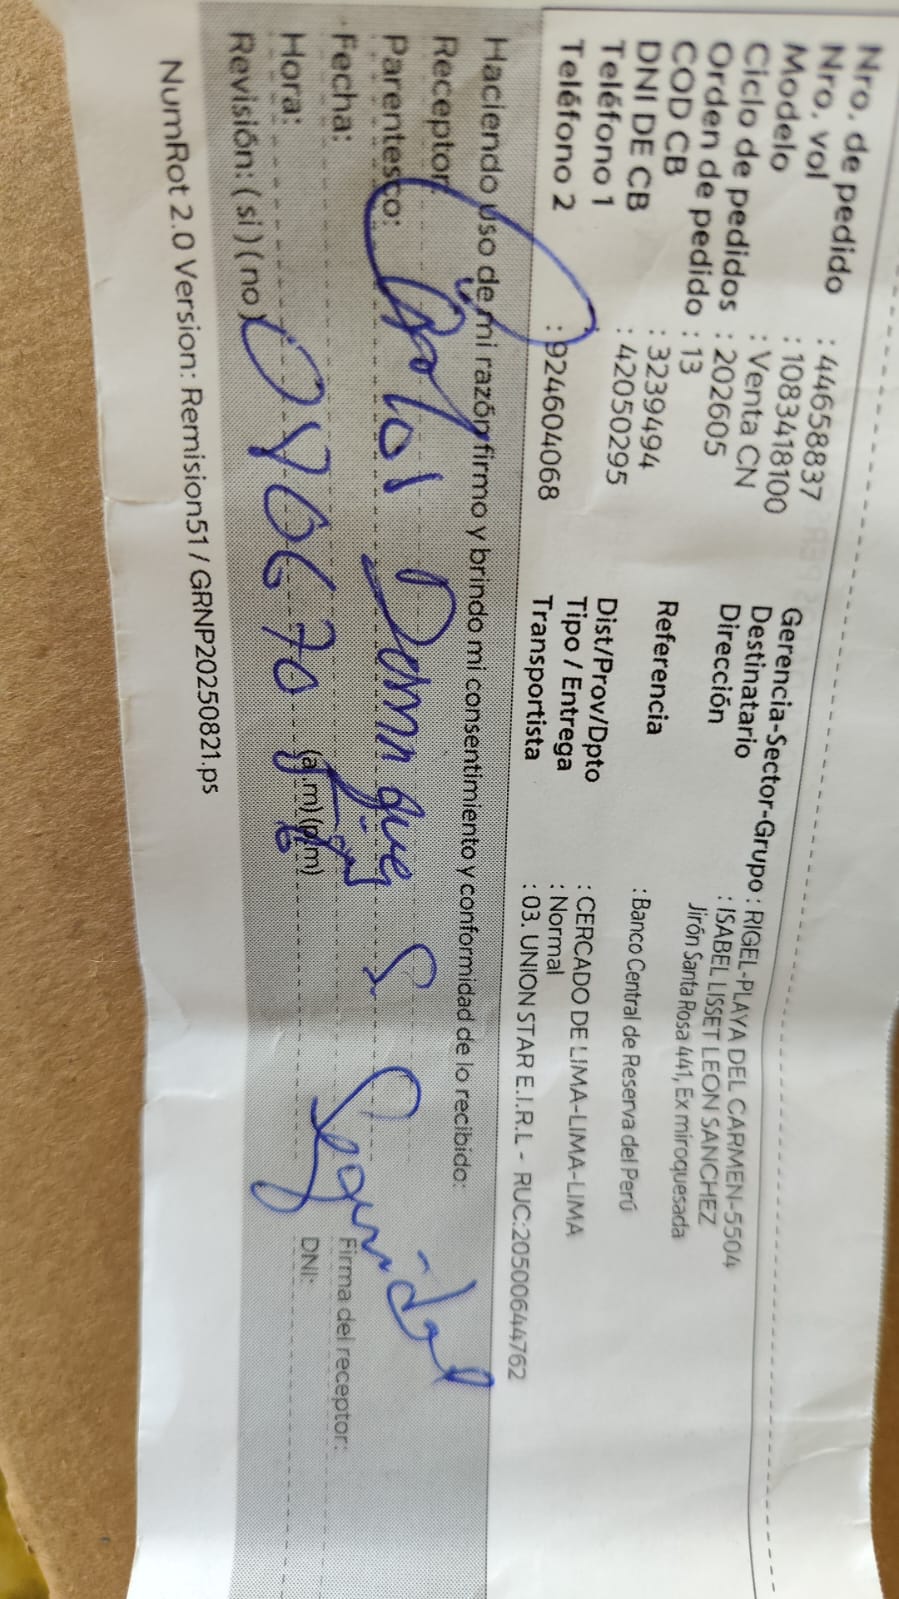 Nro. de pedido : 44658837
Nro. vol : 1083418100
Modelo : Venta CN
Ciclo de pedidos : 202605
Orden de pedido : 13
COD CB : 3239494
DNI DE CB : 42050295
Teléfono 1
Teléfono 2 : 924604068
Gerencia-Sector-Grupo : RIGEL-PLAYA DEL CARMEN-5504
Destinatario : ISABEL LISSET LEON SANCHEZ
Dirección Jirón Santa Rosa 441, Ex miroquesada
Referencia : Banco Central de Reserva del Perú
Dist/Prov/Dpto : CERCADO DE LIMA-LIMA-LIMA
Tipo / Entrega : Normal
Transportista : 03. UNION STAR E.I.R.L - RUC:20500644762
Haciendo uso de mi razón firmo y brindo mi consentimiento y conformidad de lo recibido:
Receptor:
Parentesco:
Carlos S.
Fecha:
Firma del receptor:
Hora: (a.m) (p.m)
DNI:
Revisión: ( si ) ( no )
NumRot 2.0 Version: Remision51 / GRNP20250821.ps